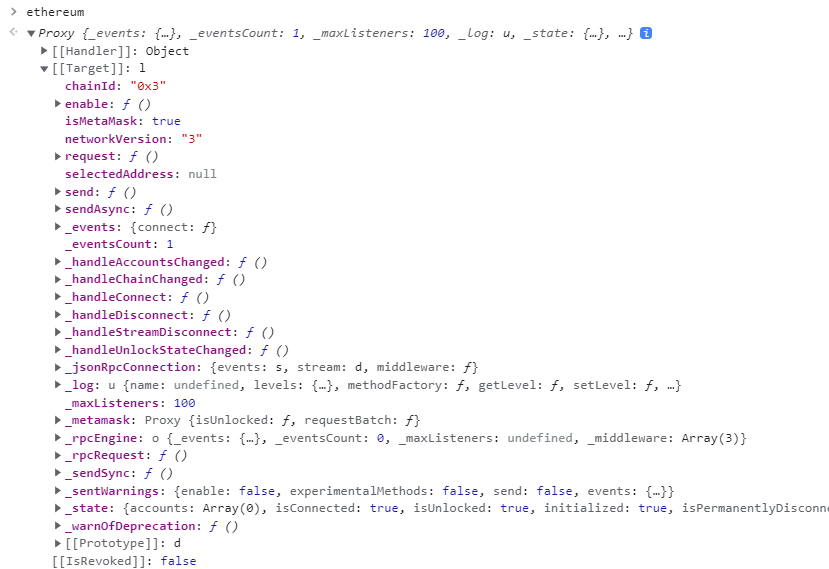 ethereum
Proxy {_events: {…}, _eventsCount: 1, _maxListeners: 100, _log: u, _state: {…}, …} i
[[Handler]]: Object
[[Target]]: l
chainId: "0x3"
enable: ƒ ()
isMetaMask: true
networkVersion: "3"
request: ƒ ()
selectedAddress: null
send: ƒ ()
sendAsync: ƒ ()
_events: {connect: ƒ}
_eventsCount: 1
_handleAccountsChanged: ƒ ()
_handleChainChanged: ƒ ()
_handleConnect: ƒ ()
_handleDisconnect: ƒ ()
_handleStreamDisconnect: ƒ ()
_handleUnlockStateChanged: ƒ ()
_jsonRpcConnection: {events: s, stream: d, middleware: ƒ}
_log: u {name: undefined, levels: {…}, methodFactory: ƒ, getLevel: ƒ, setLevel: ƒ, …}
_maxListeners: 100
_metamask: Proxy {isUnlocked: ƒ, requestBatch: ƒ}
_rpcEngine: o {_events: {…}, _eventsCount: 0, _maxListeners: undefined, _middleware: Array(3)}
_rpcRequest: ƒ ()
_sendSync: ƒ ()
_sentWarnings: {enable: false, experimentalMethods: false, send: false, events: {…}}
_state: {accounts: Array(0), isConnected: true, isUnlocked: true, initialized: true, isPermanentlyDisconne
_warnOfDeprecation: ƒ ()
[[Prototype]]: d
[[IsRevoked]]: false